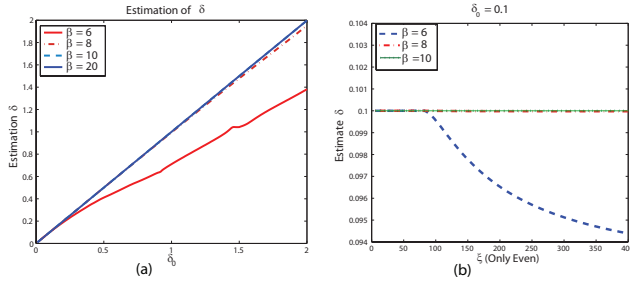 Estimation of δ
β = 6
β = 8
β = 10
β = 20
Estimation δ
2
1.8
1.6
1.4
1.2
1
0.8
0.6
0.4
0.2
0
0 0.5 1 1.5 2
δ₀
(a)
δ₀ = 0.1
β = 6
β = 8
β =10
Estimate δ
0.104
0.103
0.102
0.101
0.1
0.099
0.098
0.097
0.096
0.095
0.094
0 50 100 150 200 250 300 350 400
ξ (Only Even)
(b)